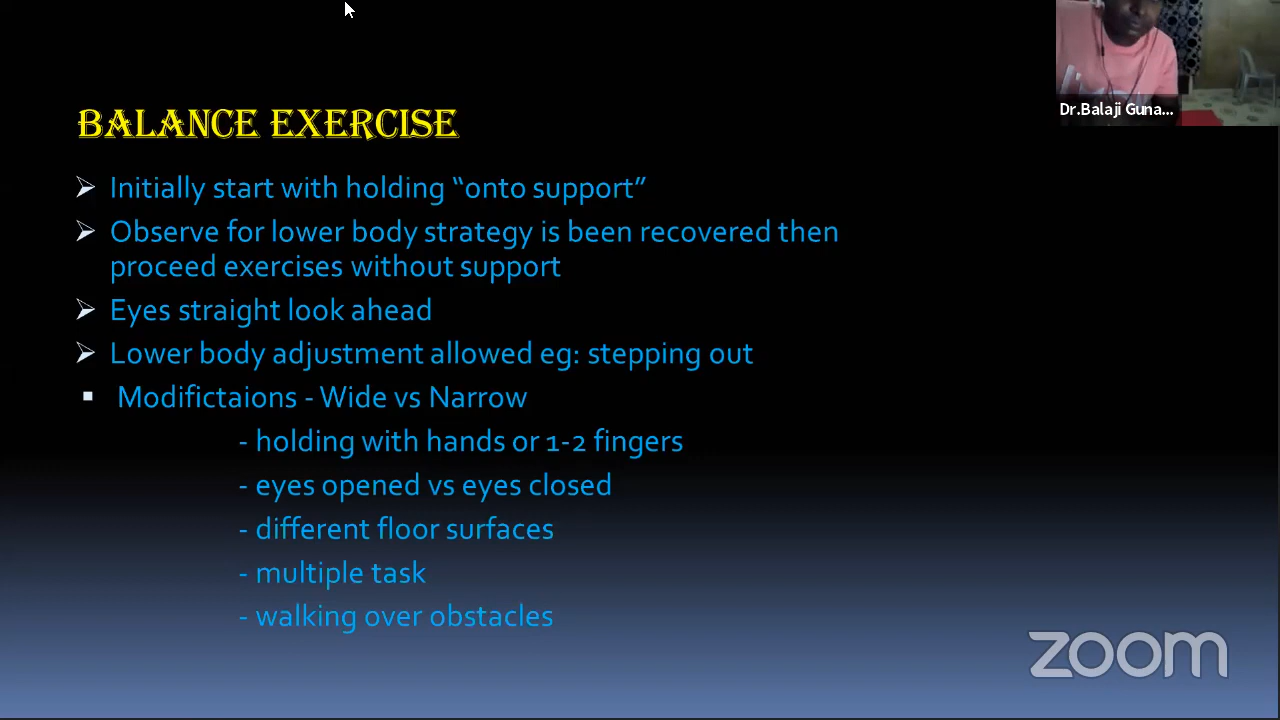 Dr.Balaji Guna...
BALANCE EXERCISE
Initially start with holding “onto support”
Observe for lower body strategy is been recovered then
proceed exercises without support
Eyes straight look ahead
Lower body adjustment allowed eg: stepping out
Modifictaions - Wide vs Narrow
- holding with hands or 1-2 fingers
- eyes opened vs eyes closed
- different floor surfaces
- multiple task
- walking over obstacles
zoom